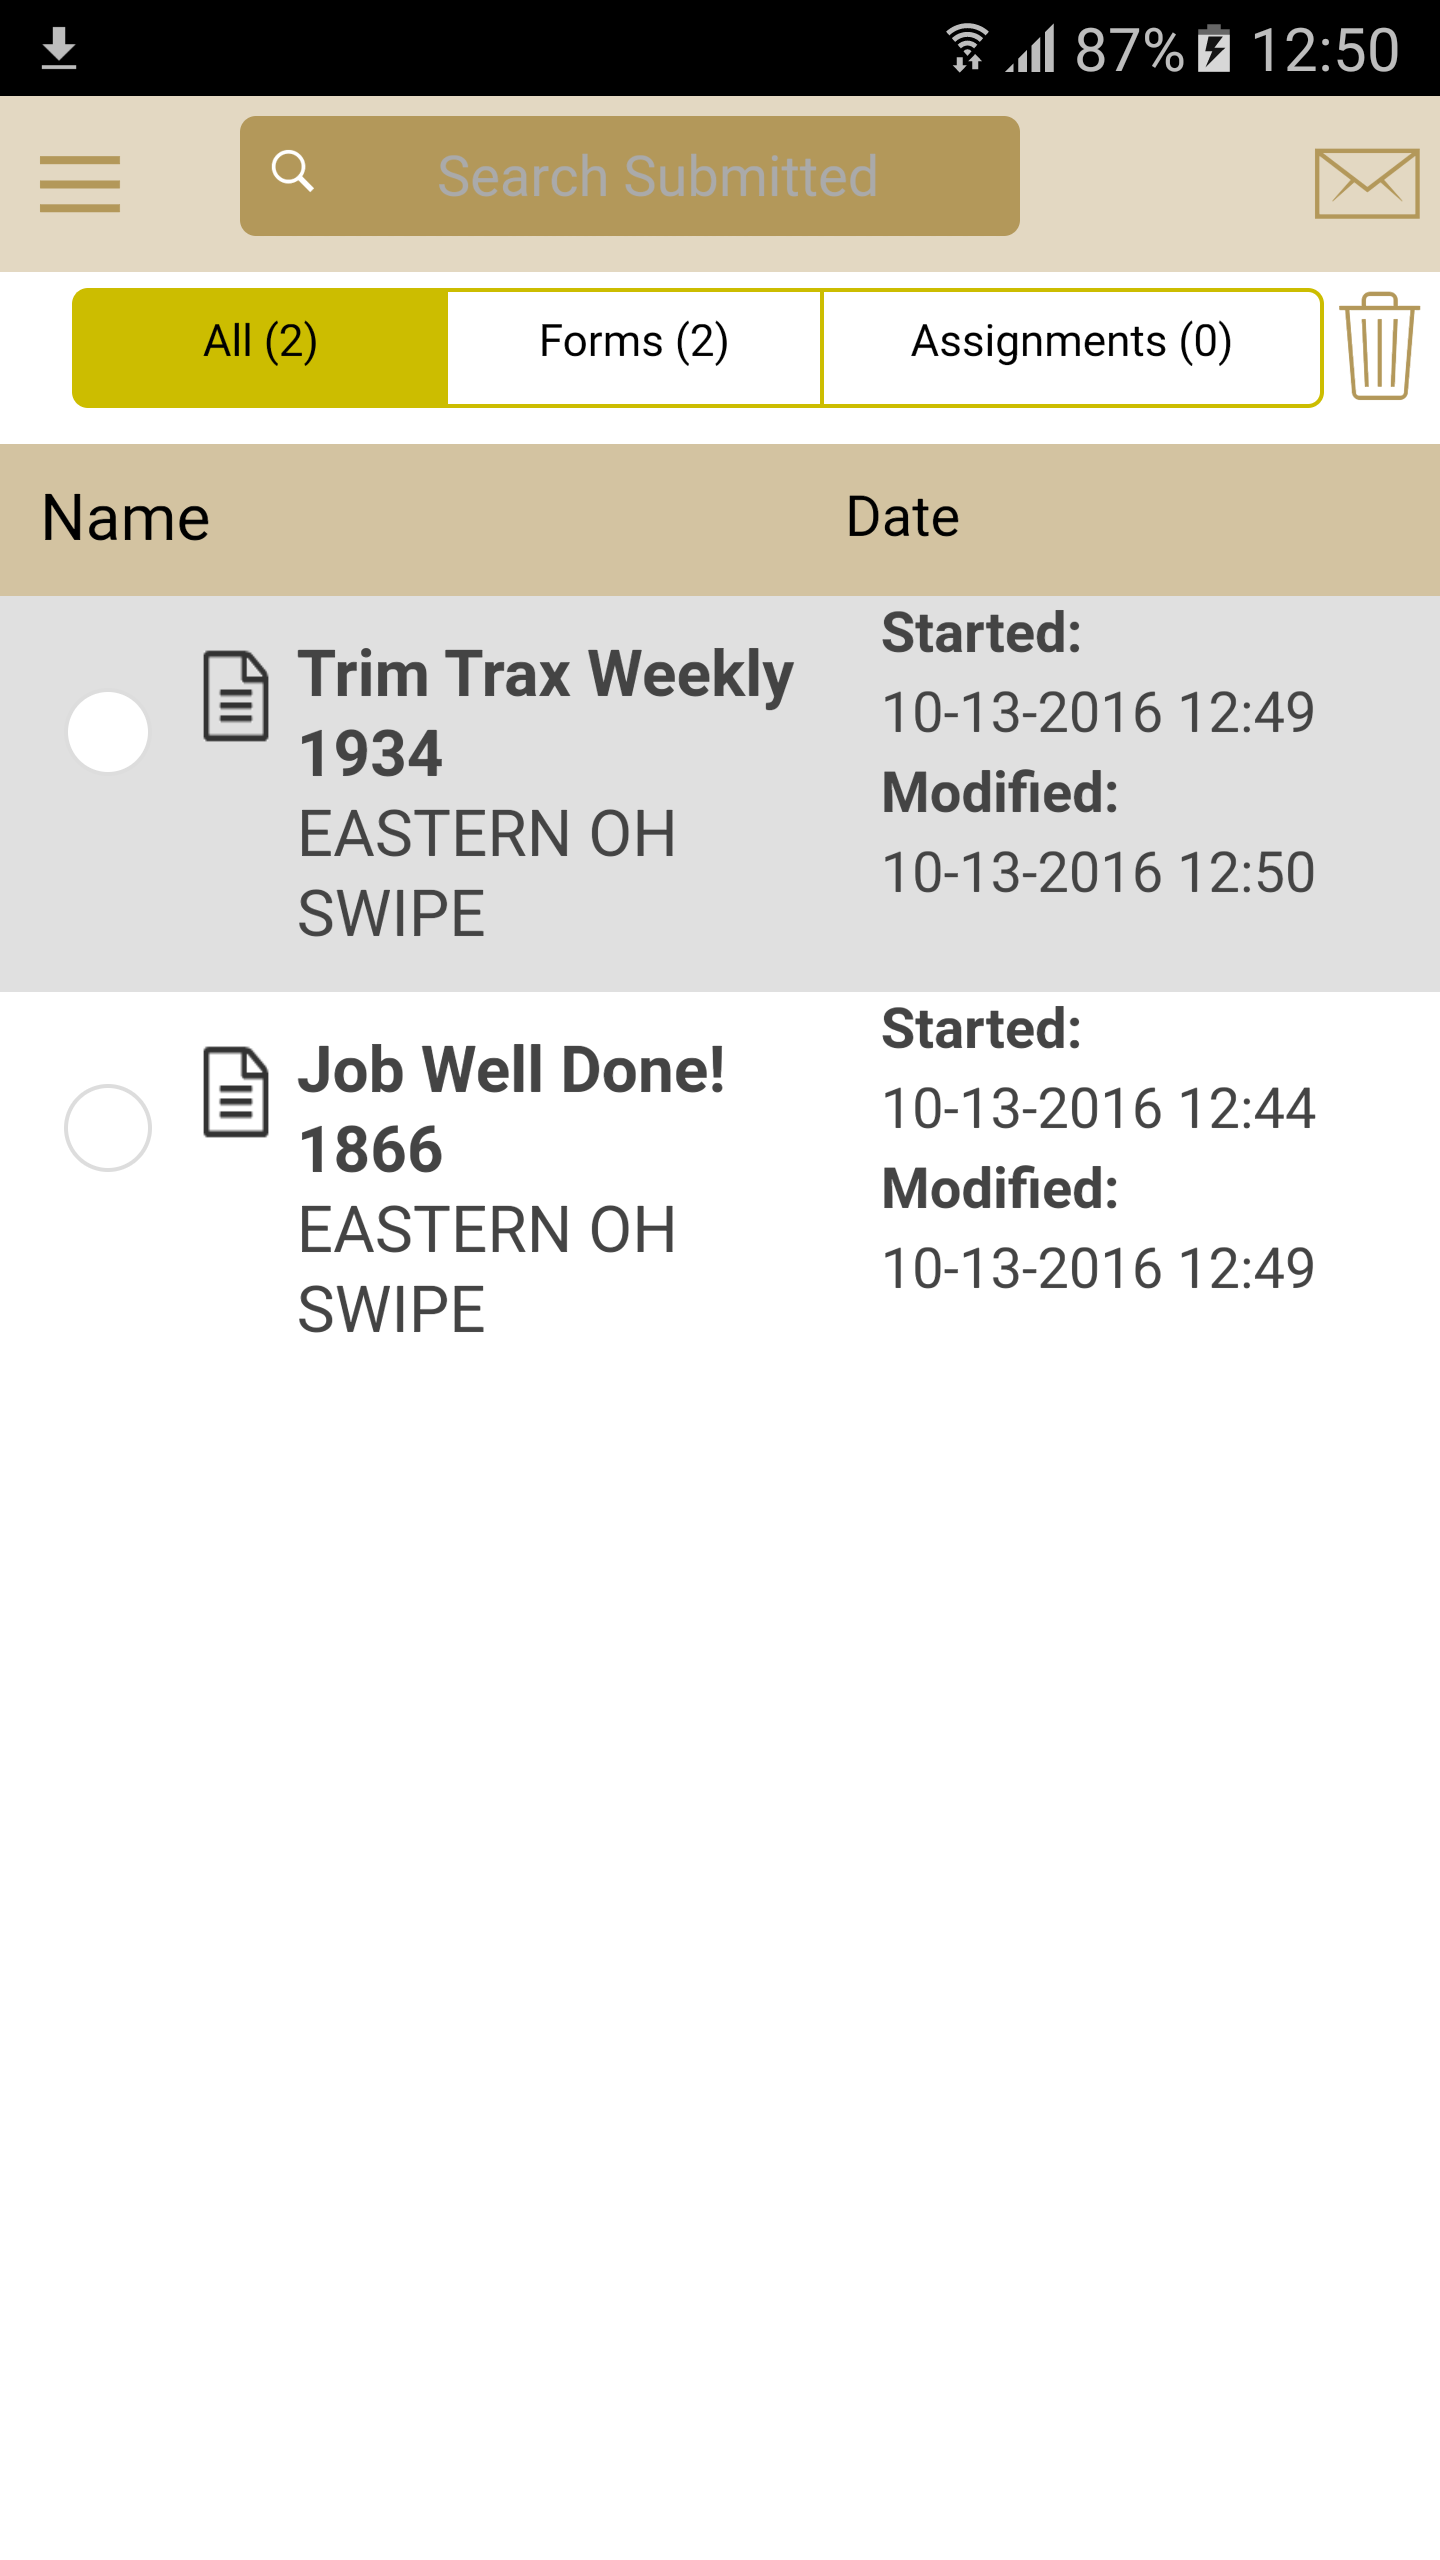 87% 12:50
Search Submitted
All (2) Forms (2) Assignments (0)
Name Date
Trim Trax Weekly
1934
EASTERN OH
SWIPE
Started:
10-13-2016 12:49
Modified:
10-13-2016 12:50
Job Well Done!
1866
EASTERN OH
SWIPE
Started:
10-13-2016 12:44
Modified:
10-13-2016 12:49